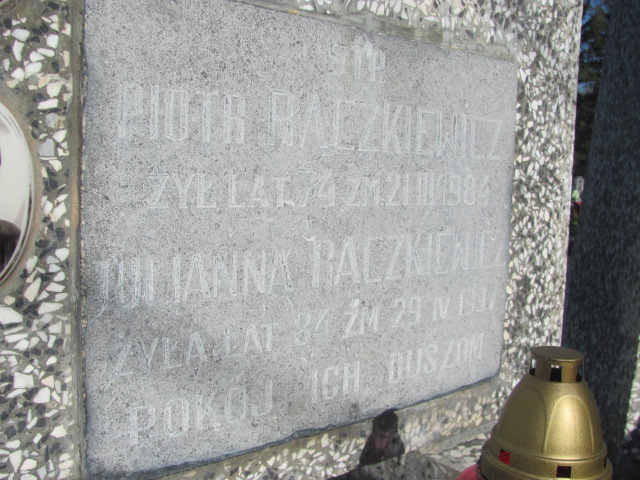 Ś.P.
PIOTR RACZKIEWICZ
ŻYŁ LAT 74 ZM 21 III 1984
JULIANNA RACZKIEWICZ
ŻYŁA LAT ZM 29 IV
POKÓJ ICH DUSZOM